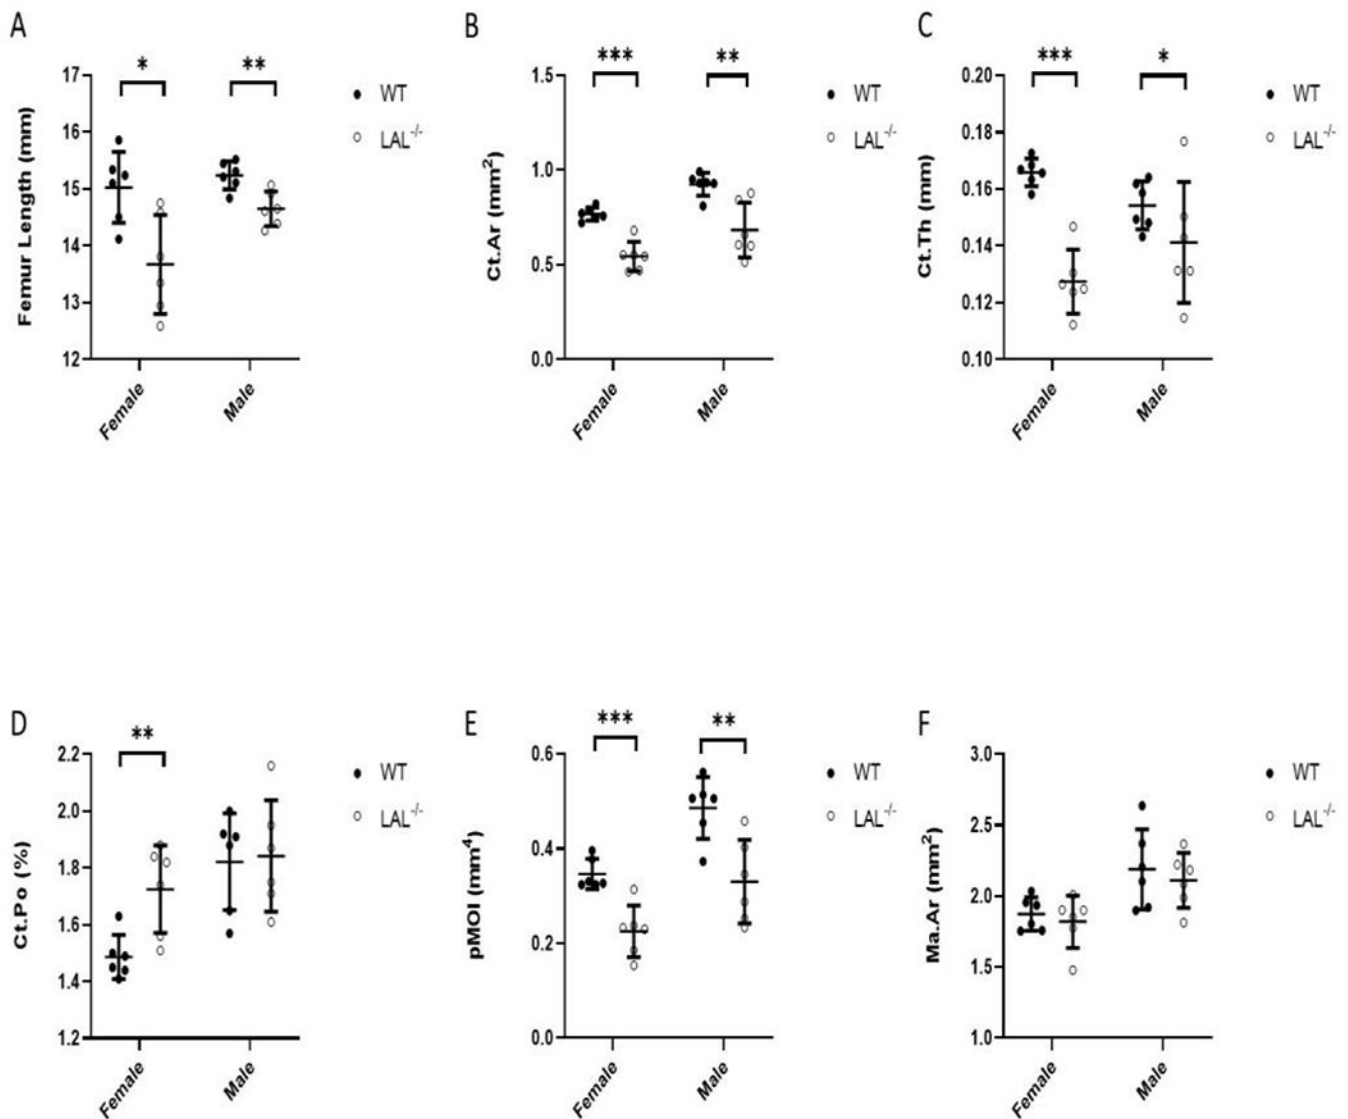 A
* **
17
16
15
14
13
12
Femur Length (mm)
Female Male
WT
LAL-/-
B
*** **
1.5
1.0
0.5
0.0
Ct.Ar (mm2)
Female Male
WT
LAL-/-
C
*** *
0.20
0.18
0.16
0.14
0.12
0.10
Ct.Th (mm)
Female Male
WT
LAL-/-
D
**
2.2
2.0
1.8
1.6
1.4
1.2
Ct.Po (%)
Female Male
WT
LAL-/-
E
*** **
0.6
0.4
0.2
0.0
pMOI (mm4)
Female Male
WT
LAL-/-
F
3.0
2.5
2.0
1.5
1.0
Ma.Ar (mm2)
Female Male
WT
LAL-/-